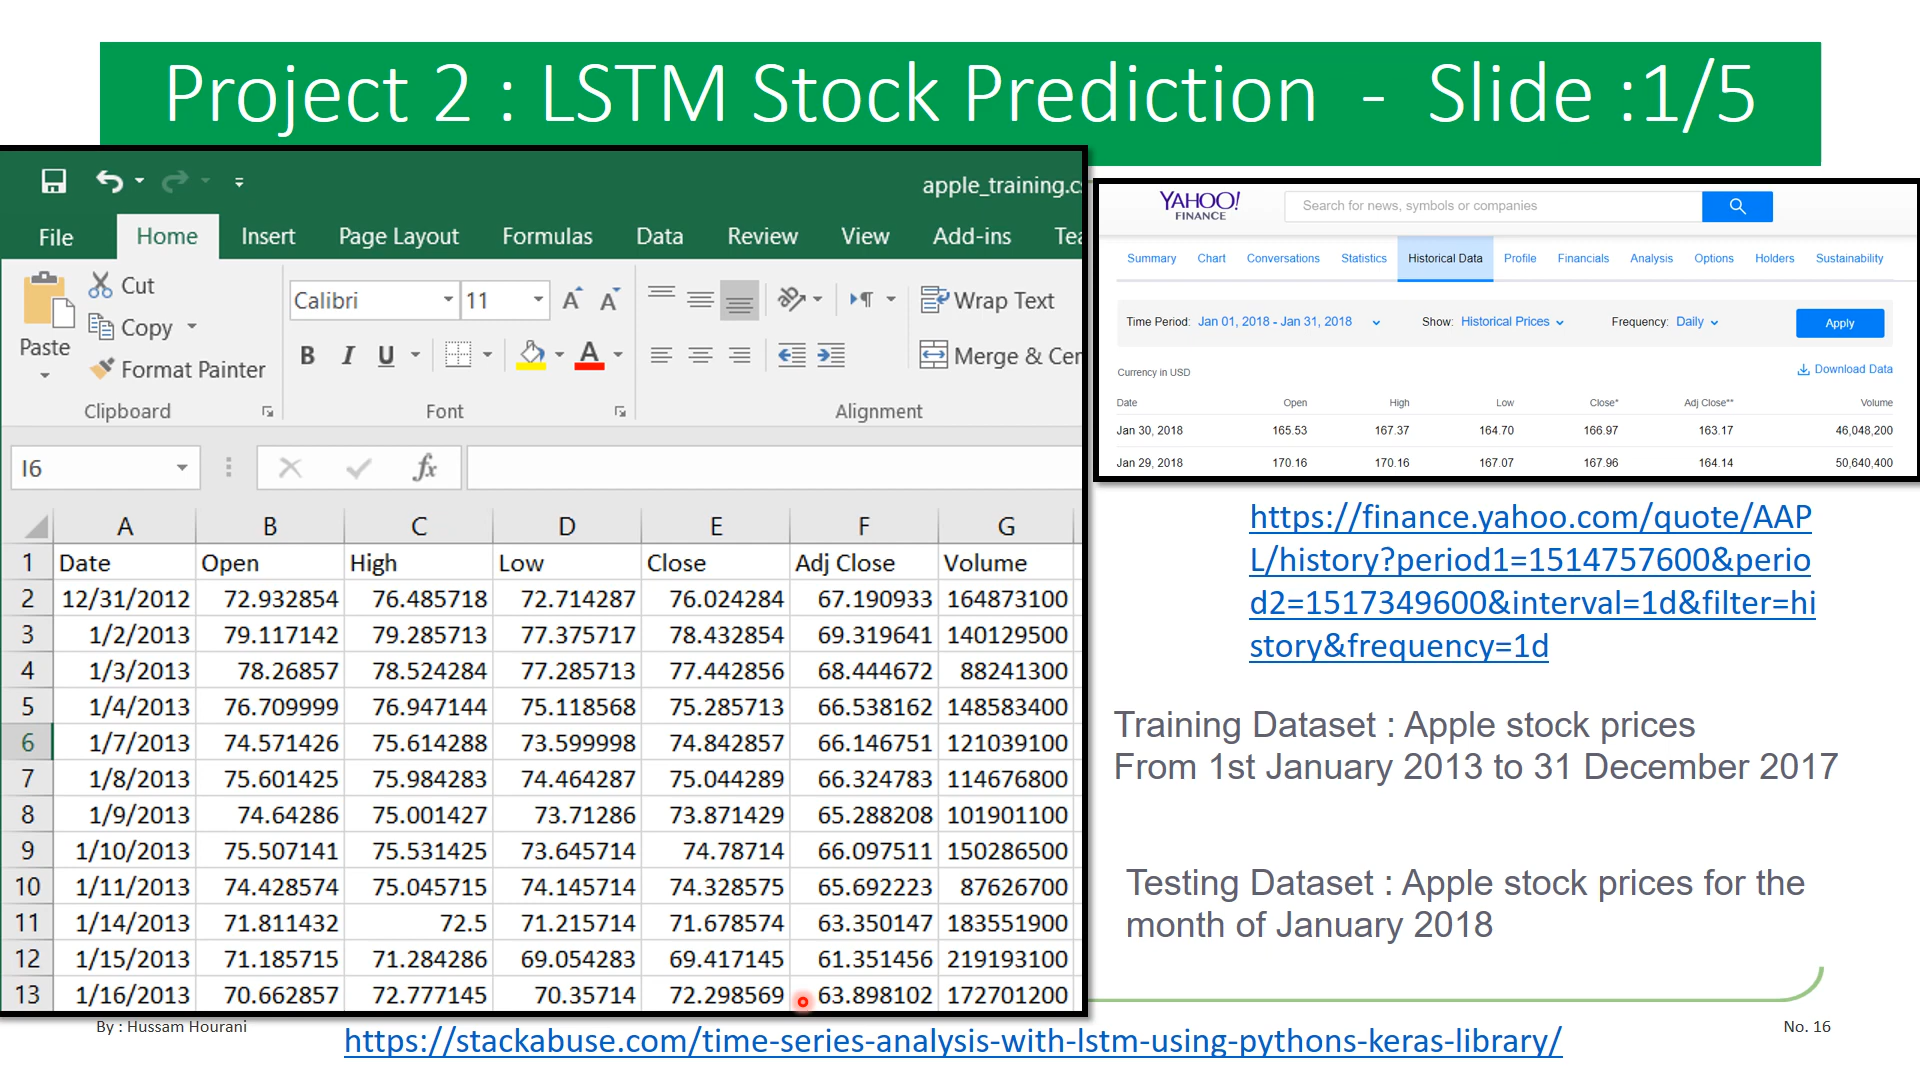 Project 2 : LSTM Stock Prediction - Slide :1/5
apple_training.c
File Home Insert Page Layout Formulas Data Review View Add-ins
Cut
Copy
Paste
Format Painter
Clipboard
Calibri 11
B I U A
Font
Wrap Text
Merge & Cen
Alignment
I6 fx
A B C D E F G
1 Date Open High Low Close Adj Close Volume
2 12/31/2012 72.932854 76.485718 72.714287 76.024284 67.190933 164873100
3 1/2/2013 79.117142 79.285713 77.375717 78.432854 69.319641 140129500
4 1/3/2013 78.26857 78.524284 77.285713 77.442856 68.444672 88241300
5 1/4/2013 76.709999 76.947144 75.118568 75.285713 66.538162 148583400
6 1/7/2013 74.571426 75.614288 73.599998 74.842857 66.146751 121039100
7 1/8/2013 75.601425 75.984283 74.464287 75.044289 66.324783 114676800
8 1/9/2013 74.64286 75.001427 73.71286 73.871429 65.288208 101901100
9 1/10/2013 75.507141 75.531425 73.645714 74.78714 66.097511 150286500
10 1/11/2013 74.428574 75.045715 74.145714 74.328575 65.692223 87626700
11 1/14/2013 71.811432 72.5 71.215714 71.678574 63.350147 183551900
12 1/15/2013 71.185715 71.284286 69.054283 69.417145 61.351456 219193100
13 1/16/2013 70.662857 72.777145 70.35714 72.298569 63.898102 172701200
YAHOO!
FINANCE
Search for news, symbols or companies
Summary Chart Conversations Statistics Historical Data Profile Financials Analysis Options Holders Sustainability
Time Period: Jan 01, 2018 - Jan 31, 2018 Show: Historical Prices Frequency: Daily Apply
Currency in USD Download Data
Date Open High Low Close* Adj Close** Volume
Jan 30, 2018 165.53 167.37 164.70 166.97 163.17 46,048,200
Jan 29, 2018 170.16 170.16 167.07 167.96 164.14 50,640,400
https://finance.yahoo.com/quote/AAP
L/history?period1=1514757600&perio
d2=1517349600&interval=1d&filter=hi
story&frequency=1d
Training Dataset : Apple stock prices
From 1st January 2013 to 31 December 2017
Testing Dataset : Apple stock prices for the
month of January 2018
By : Hussam Hourani
https://stackabuse.com/time-series-analysis-with-lstm-using-pythons-keras-library/
No. 16